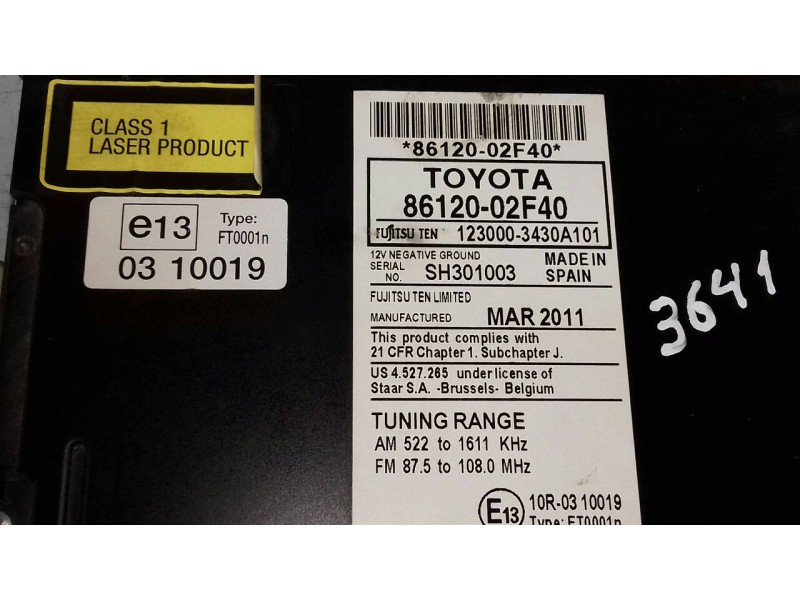 CLASS 1
LASER PRODUCT
e13 Type:
FT0001n
03 10019
*86120-02F40*
TOYOTA
86120-02F40
FUJITSU TEN 123000-3430A101
12V NEGATIVE GROUND
SERIAL NO. SH301003
MADE IN SPAIN
FUJITSU TEN LIMITED
MANUFACTURED MAR 2011
This product complies with
21 CFR Chapter 1. Subchapter J.
US 4.527.265 under license of
Staar S.A. -Brussels- Belgium
TUNING RANGE
AM 522 to 1611 KHz
FM 87.5 to 108.0 MHz
E13 10R-03 10019
Type: FT0001n
3641